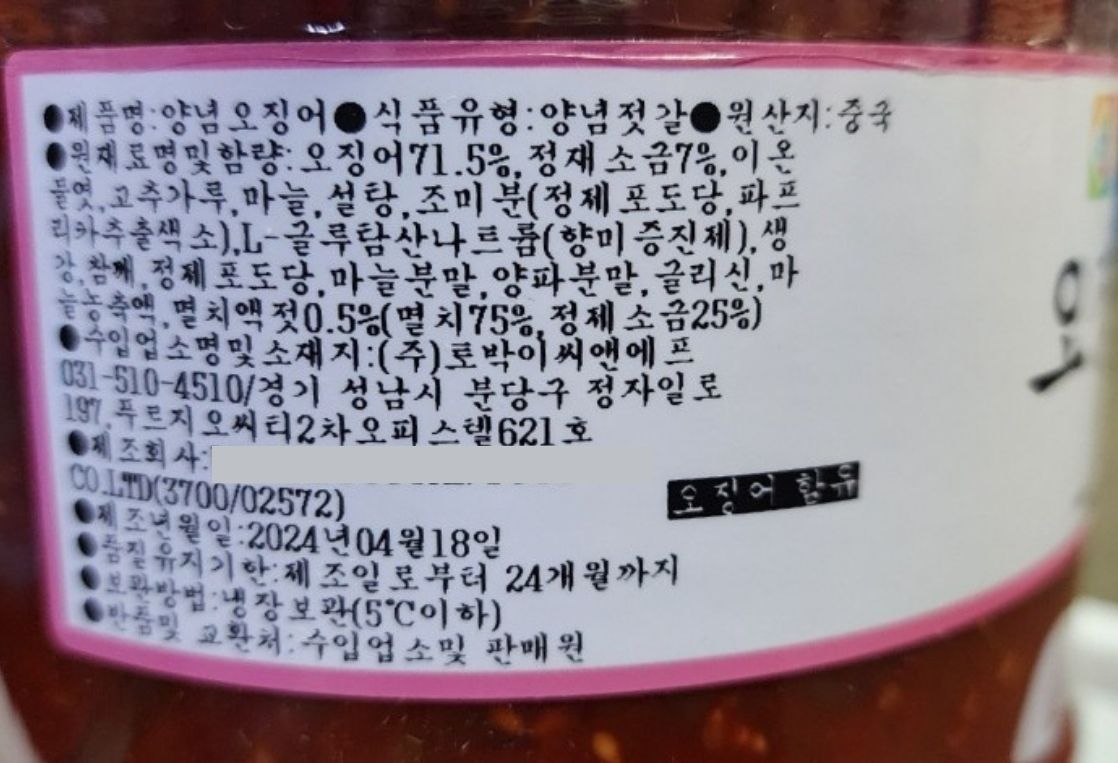 ●제품명:양념오징어●식품유형:양념젓갈●원산지:중국
●원재료명및함량:오징어71.5%,정재소금7%,이온
물엿,고추가루,마늘,설탕,조미분(정제포도당,파프
리카추출색소),L-글루탐산나트륨(향미증진제),생
강,참깨,정제포도당,마늘분말,양파분말,글리신,마
늘농축액,멸치액젓0.5%(멸치75%,정제소금25%)
●수입업소명및소재지:(주)로박이씨앤에프
031-510-4510/경기 성남시 분당구 정자일로
197,푸르지오씨티2차오피스텔621호
●제조회사:
CO.LTD(3700/02572)
오징어함유
●제조년월일:2024년04월18일
●품질유지기한:제조일로부터 24개월까지
●보관방법:냉장보관(5℃이하)
●반품및 교환처:수입업소및 판매원